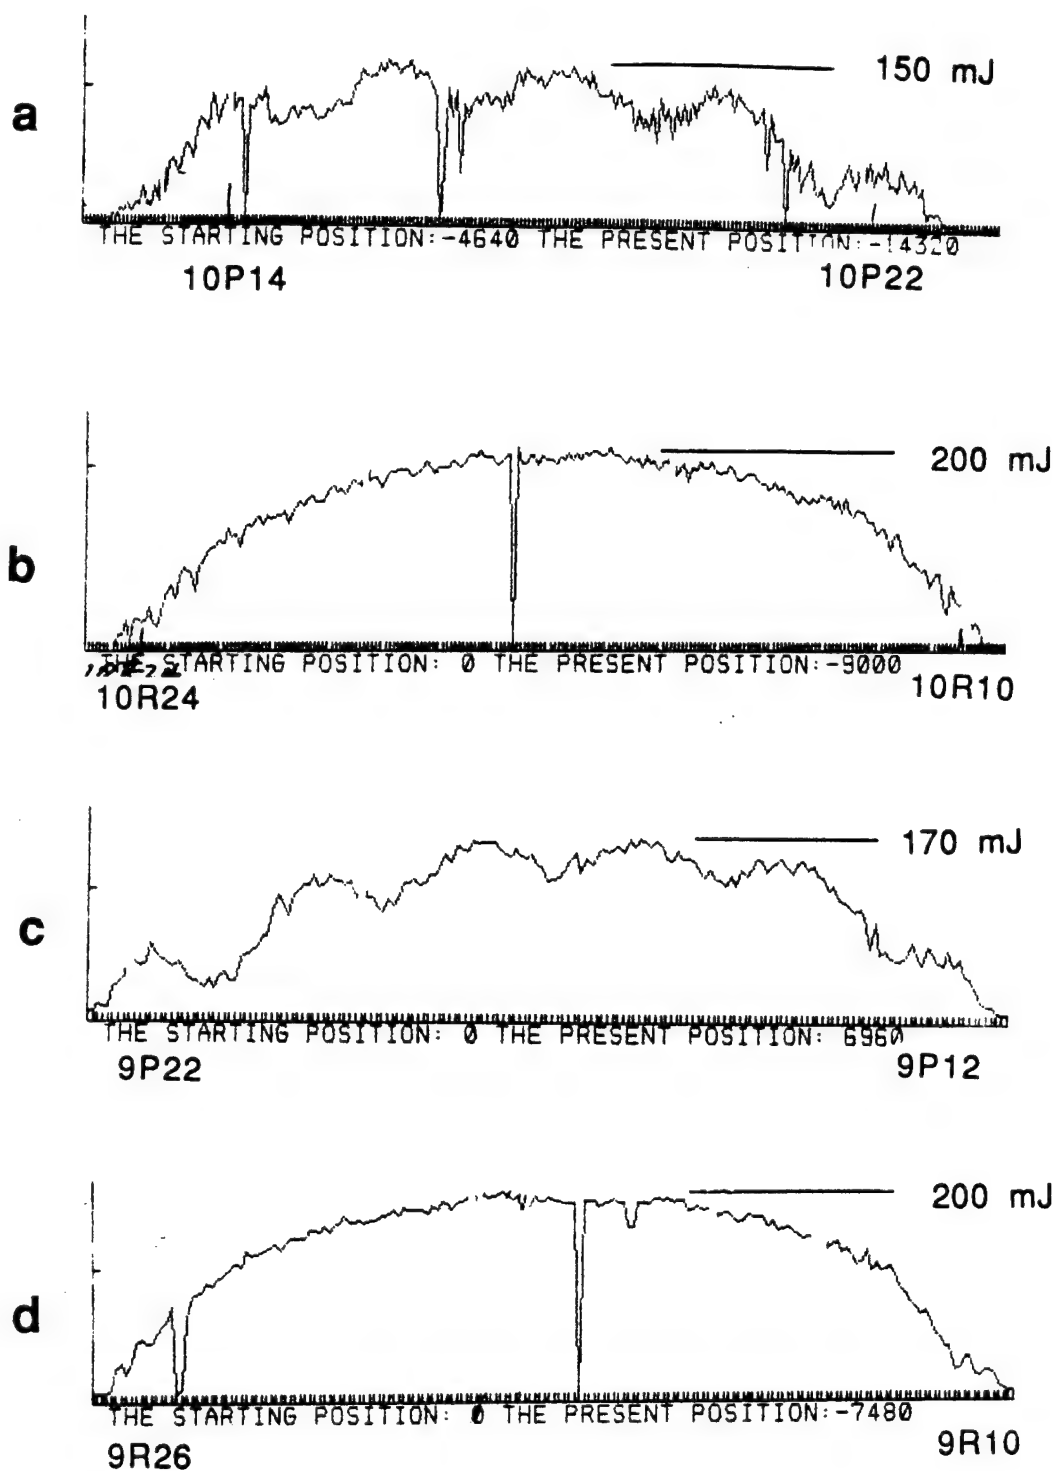 150 mJ
a
THE STARTING POSITION:-4640 THE PRESENT POSITION:-14320
10P14 10P22
200 mJ
b
THE STARTING POSITION: 0 THE PRESENT POSITION:-9000
10R24 10R10
170 mJ
c
THE STARTING POSITION: 0 THE PRESENT POSITION: 6960
9P22 9P12
200 mJ
d
THE STARTING POSITION: 0 THE PRESENT POSITION:-7480
9R26 9R10